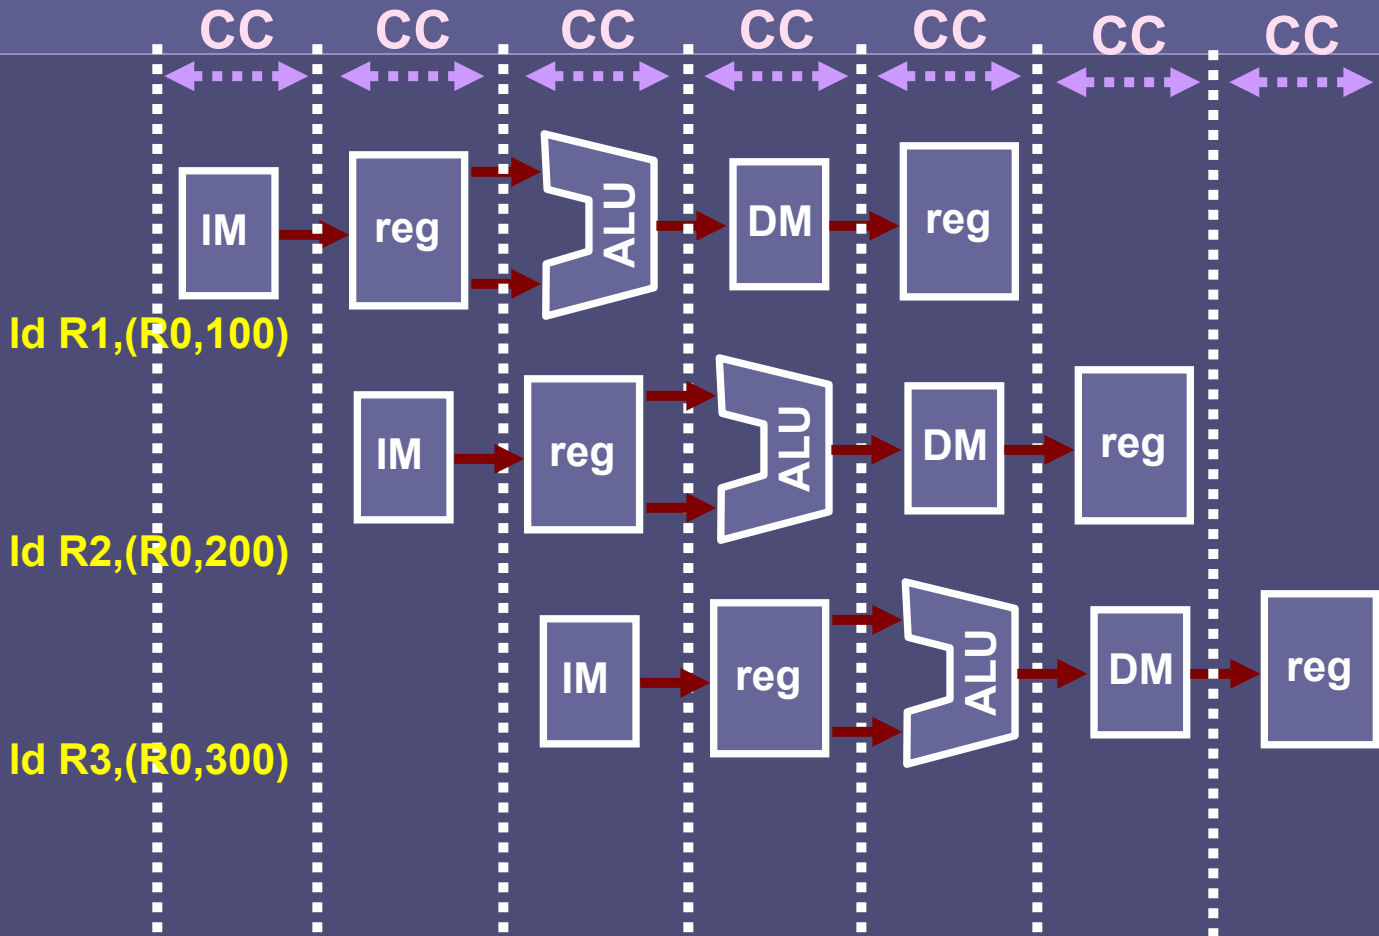 CC CC CC CC CC CC CC
IM reg ALU DM reg
ld R1,(R0,100)
IM reg ALU DM reg
ld R2,(R0,200)
IM reg ALU DM reg
ld R3,(R0,300)